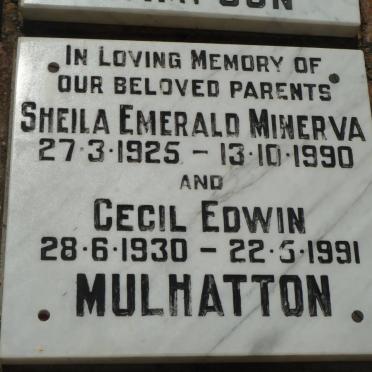 IN LOVING MEMORY OF
OUR BELOVED PARENTS
SHEILA EMERALD MINERVA
27·3·1925 – 13·10·1990
AND
CECIL EDWIN
28·6·1930 – 22·5·1991
MULHATTON